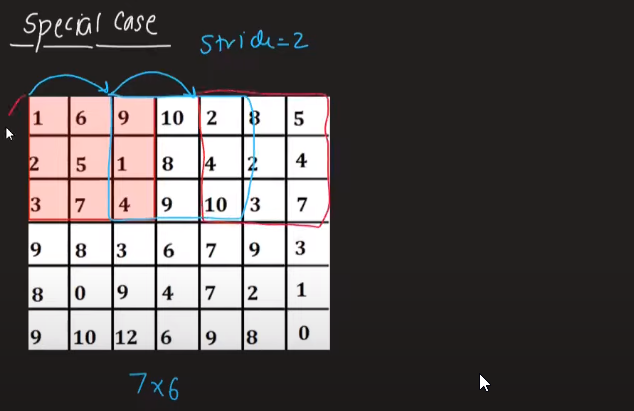 Special Case
Stride=2
1 6 9 10 2 8 5
2 5 1 8 4 2 4
3 7 4 9 10 3 7
9 8 3 6 7 9 3
8 0 9 4 7 2 1
9 10 12 6 9 8 0
7x6